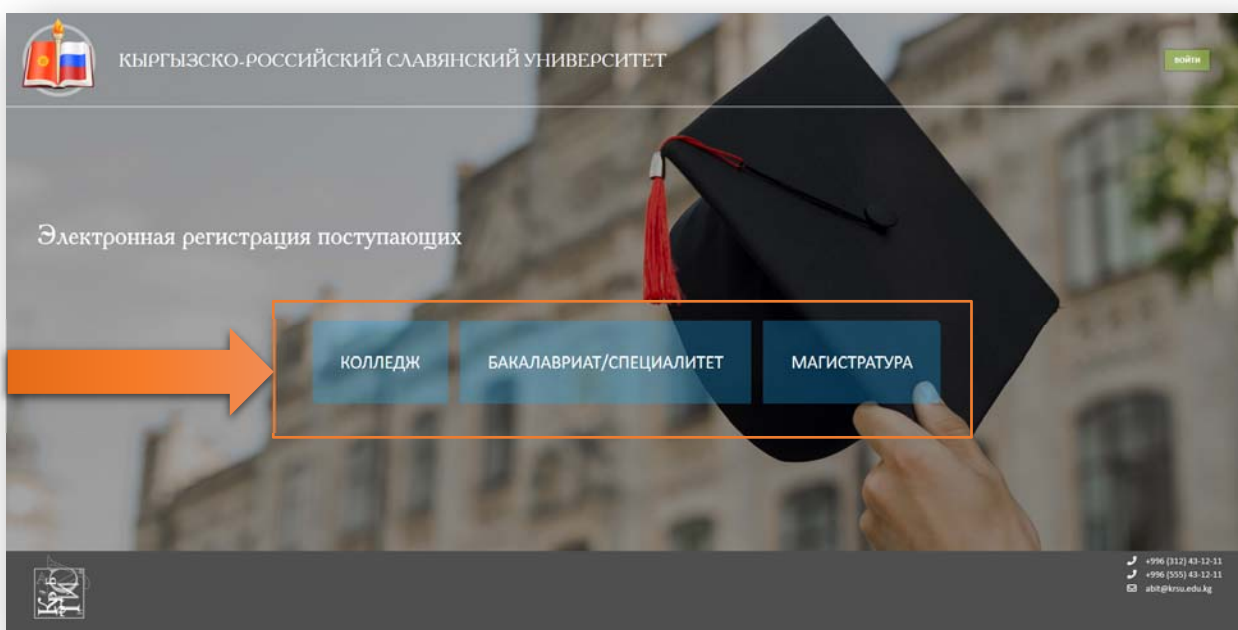 КЫРГЫЗСКО-РОССИЙСКИЙ СЛАВЯНСКИЙ УНИВЕРСИТЕТ
ВОЙТИ
Электронная регистрация поступающих
КОЛЛЕДЖ
БАКАЛАВРИАТ/СПЕЦИАЛИТЕТ
МАГИСТРАТУРА
+996 (312) 43-12-11
+996 (555) 43-12-11
abit@krsu.edu.kg